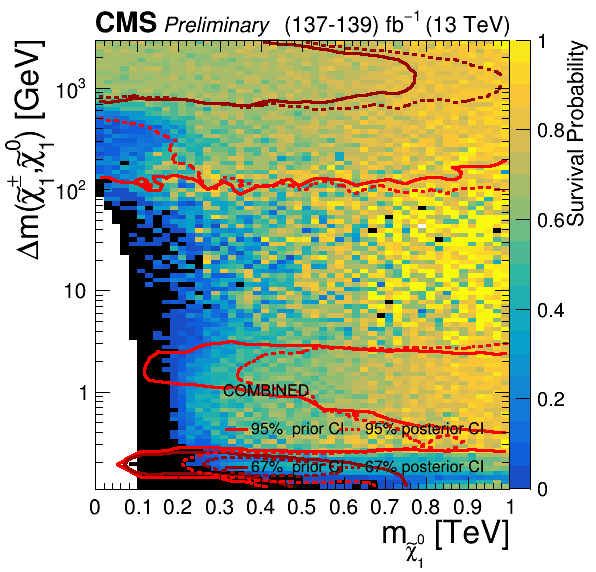 CMS Preliminary (137-139) fb⁻¹ (13 TeV)
Δm(χ̃₁±,χ̃₁⁰) [GeV]
10³
10²
10
1
COMBINED
95% prior CI 95% posterior CI
67% prior CI 67% posterior CI
0 0.1 0.2 0.3 0.4 0.5 0.6 0.7 0.8 0.9 1
m_χ̃₁⁰ [TeV]
1
0.8
0.6
0.4
0.2
0
Survival Probability